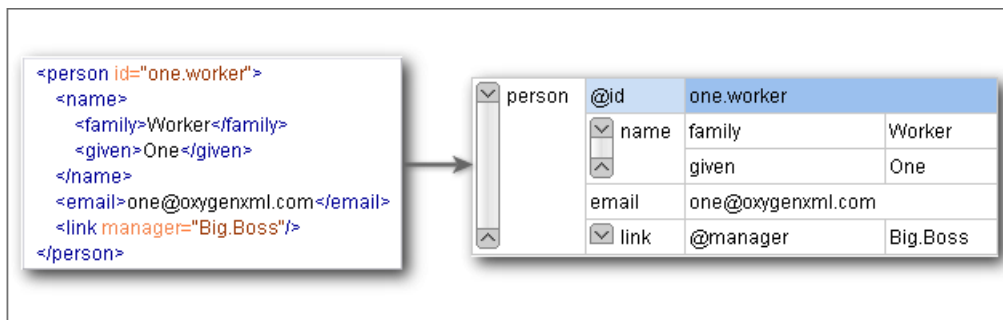 <person id="one.worker">
<name>
<family>Worker</family>
<given>One</given>
</name>
<email>one@oxygenxml.com</email>
<link manager="Big.Boss"/>
</person>
person @id one.worker
name family Worker
given One
email one@oxygenxml.com
link @manager Big.Boss